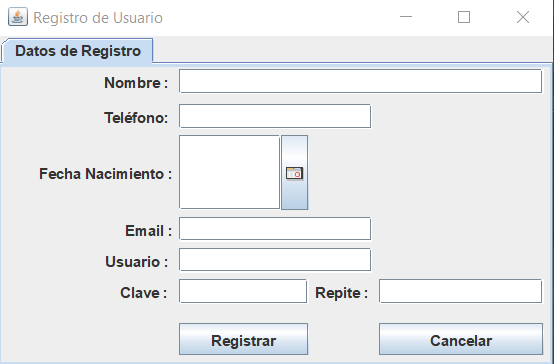 Registro de Usuario
Datos de Registro
Nombre :
Teléfono:
Fecha Nacimiento :
Email :
Usuario :
Clave : Repite :
Registrar Cancelar